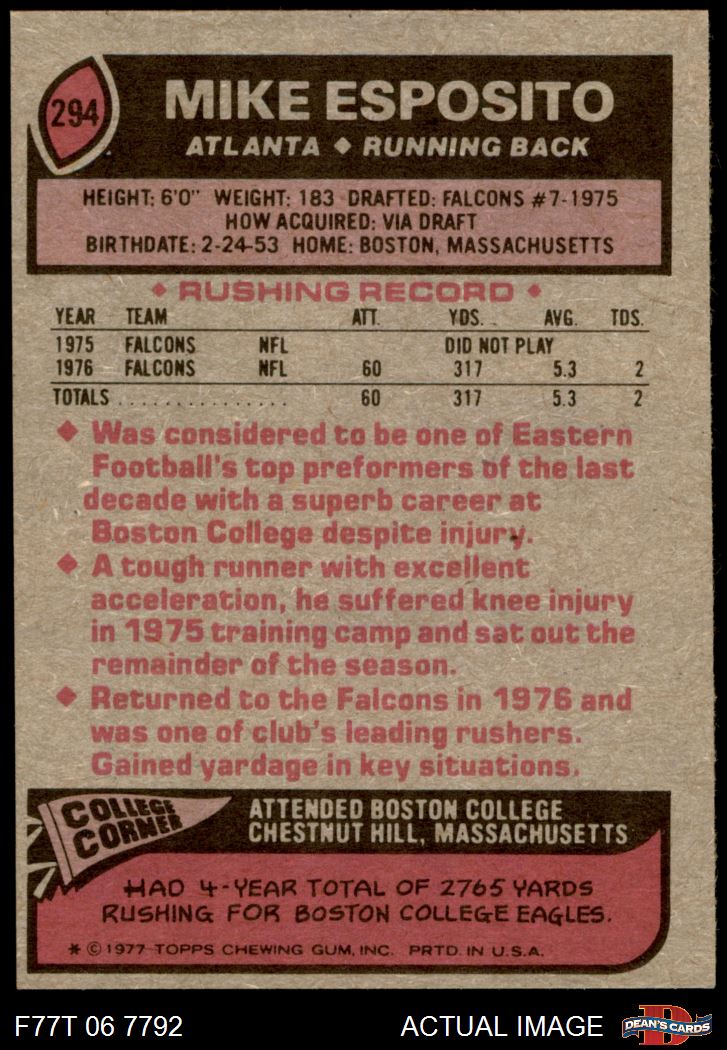 294
MIKE ESPOSITO
ATLANTA ◆ RUNNING BACK
HEIGHT: 6'0" WEIGHT: 183 DRAFTED: FALCONS #7-1975
HOW ACQUIRED: VIA DRAFT
BIRTHDATE: 2-24-53 HOME: BOSTON, MASSACHUSETTS
◆ RUSHING RECORD ◆
YEAR TEAM ATT. YDS. AVG. TDS.
1975 FALCONS NFL DID NOT PLAY
1976 FALCONS NFL 60 317 5.3 2
TOTALS . . . . . . . . . . . . . . . 60 317 5.3 2
◆ Was considered to be one of Eastern
Football's top preformers of the last
decade with a superb career at
Boston College despite injury.
◆ A tough runner with excellent
acceleration, he suffered knee injury
in 1975 training camp and sat out the
remainder of the season.
◆ Returned to the Falcons in 1976 and
was one of club's leading rushers.
Gained yardage in key situations.
COLLEGE
CORNER
ATTENDED BOSTON COLLEGE
CHESTNUT HILL, MASSACHUSETTS
HAD 4-YEAR TOTAL OF 2765 YARDS
RUSHING FOR BOSTON COLLEGE EAGLES.
* © 1977 TOPPS CHEWING GUM, INC. PRTD. IN U.S.A.
F77T 06 7792 ACTUAL IMAGE
D
DEAN'S CARDS